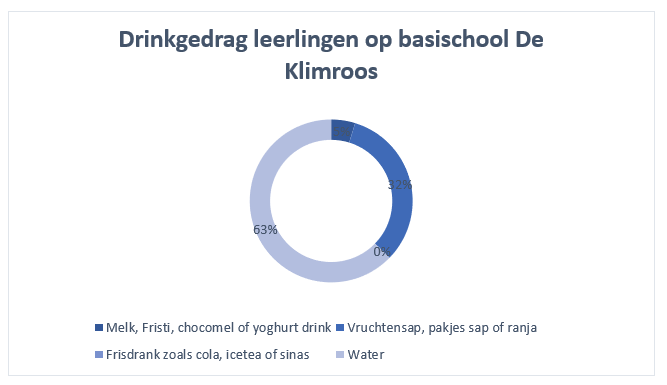 Drinkgedrag leerlingen op basischool De
Klimroos
32%
63%
0%
Melk, Fristi, chocomel of yoghurt drink
Vruchtensap, pakjes sap of ranja
Frisdrank zoals cola, icetea of sinas
Water